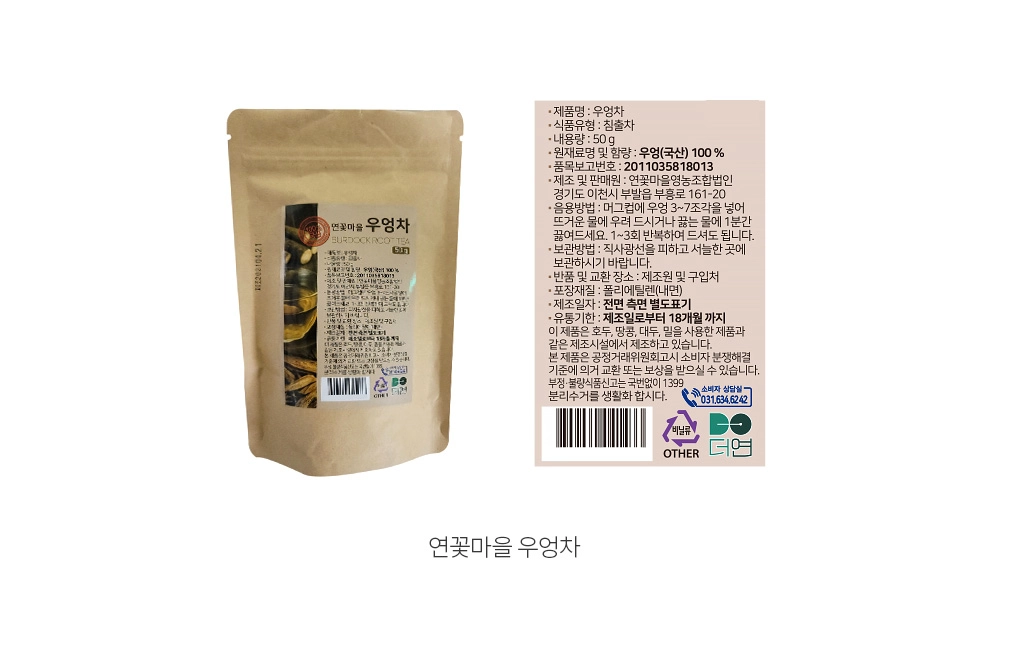 연꽃마을 우엉차
BURDOCK ROOT TEA
50 g
· 제품명 : 우엉차
· 식품유형 : 침출차
· 내용량 : 50 g
· 원재료명 및 함량 : 우엉(국산) 100 %
· 품목보고번호 : 2011035818013
· 제조 및 판매원 : 연꽃마을영농조합법인
경기도 이천시 부발읍 부흥로 161-20
· 음용방법 : 머그컵에 우엉 3~7조각을 넣어
뜨거운 물에 우려 드시거나 끓는 물에 1분간
끓여드세요. 1~3회 반복하여 드셔도 됩니다.
· 보관방법 : 직사광선을 피하고 서늘한 곳에
보관하시기 바랍니다.
· 반품 및 교환 장소 : 제조원 및 구입처
· 포장재질 : 폴리에틸렌(내면)
· 제조일자 : 전면 측면 별도표기
· 유통기한 : 제조일로부터 18개월 까지
이 제품은 호두, 땅콩, 대두, 밀을 사용한 제품과
같은 제조시설에서 제조하고 있습니다.
본 제품은 공정거래위원회고시 소비자 분쟁해결
기준에 의거 교환 또는 보상을 받으실 수 있습니다.
부정·불량식품신고는 국번없이 1399
분리수거를 생활화 합시다.
소비자 상담실
031.634.6242
비닐류
OTHER
더연
연꽃마을 우엉차